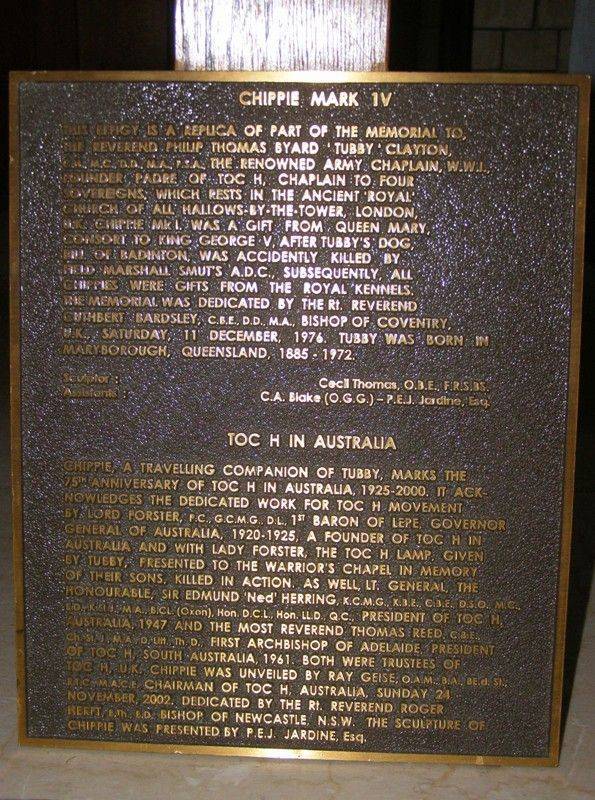 CHIPPIE MARK 1V
THIS EFFIGY IS A REPLICA OF PART OF THE MEMORIAL TO,
THE REVEREND PHILIP THOMAS BYARD 'TUBBY' CLAYTON,
C.H., M.C., D.D., M.A., F.S.A., THE RENOWNED ARMY CHAPLAIN, W.W.I.,
FOUNDER PADRE OF TOC H, CHAPLAIN TO FOUR
SOVEREIGNS, WHICH RESTS IN THE ANCIENT 'ROYAL'
CHURCH OF ALL HALLOWS-BY-THE-TOWER, LONDON,
U.K. CHIPPIE Mk I. WAS A GIFT FROM QUEEN MARY,
CONSORT TO KING GEORGE V, AFTER TUBBY'S DOG,
BILL OF BADINTON, WAS ACCIDENTLY KILLED BY
FIELD MARSHALL SMUT'S A.D.C., SUBSEQUENTLY, ALL
CHIPPIES WERE GIFTS FROM THE ROYAL KENNELS.
THE MEMORIAL WAS DEDICATED BY THE Rt. REVEREND
CUTHBERT BARDSLEY, C.B.E., D.D., M.A., BISHOP OF COVENTRY,
U.K., SATURDAY, 11 DECEMBER, 1976. TUBBY WAS BORN IN
MARYBOROUGH, QUEENSLAND, 1885 - 1972.
Sculptor : Cecil Thomas, O.B.E., F.R.S.BS.
Assistants : C.A. Blake (O.G.G.) – P.E.J. Jardine, Esq.
TOC H IN AUSTRALIA
CHIPPIE, A TRAVELLING COMPANION OF TUBBY, MARKS THE
75TH ANNIVERSARY OF TOC H IN AUSTRALIA, 1925-2000. IT ACK-
NOWLEDGES THE DEDICATED WORK FOR TOC H MOVEMENT
BY LORD FORSTER, P.C., G.C.M.G., D.L. 1ST BARON OF LEPE, GOVERNOR
GENERAL OF AUSTRALIA, 1920-1925, A FOUNDER OF TOC H IN
AUSTRALIA AND WITH LADY FORSTER, THE TOC H LAMP, GIVEN
BY TUBBY, PRESENTED TO THE WARRIOR'S CHAPEL IN MEMORY
OF THEIR SONS, KILLED IN ACTION. AS WELL, LT. GENERAL, THE
HONOURABLE, SIR EDMUND 'Ned' HERRING, K.C.M.G., K.B.E., C.B.E., D.S.O., M.C.,
E.D., K.St.J., M.A., B.CL. (Oxon), Hon. D.C.L., Hon. LL.D., Q.C., PRESIDENT OF TOC H,
AUSTRALIA, 1947 AND THE MOST REVEREND THOMAS REED, C.B.E.,
Ch. St. J., M.A., D.Litt., Th. D., FIRST ARCHBISHOP OF ADELAIDE, PRESIDENT
OF TOC H, SOUTH AUSTRALIA, 1961. BOTH WERE TRUSTEES OF
TOC H, U.K. CHIPPIE WAS UNVEILED BY RAY GEISE, O.A.M., B.A., BE.d. St.,
CHAIRMAN OF TOC H, AUSTRALIA, SUNDAY 24
NOVEMBER, 2002. DEDICATED BY THE Rt. REVEREND ROGER
HERFT, B.Th., B.D., BISHOP OF NEWCASTLE, N.S.W. THE SCULPTURE OF
CHIPPIE WAS PRESENTED BY P.E.J. JARDINE, Esq.